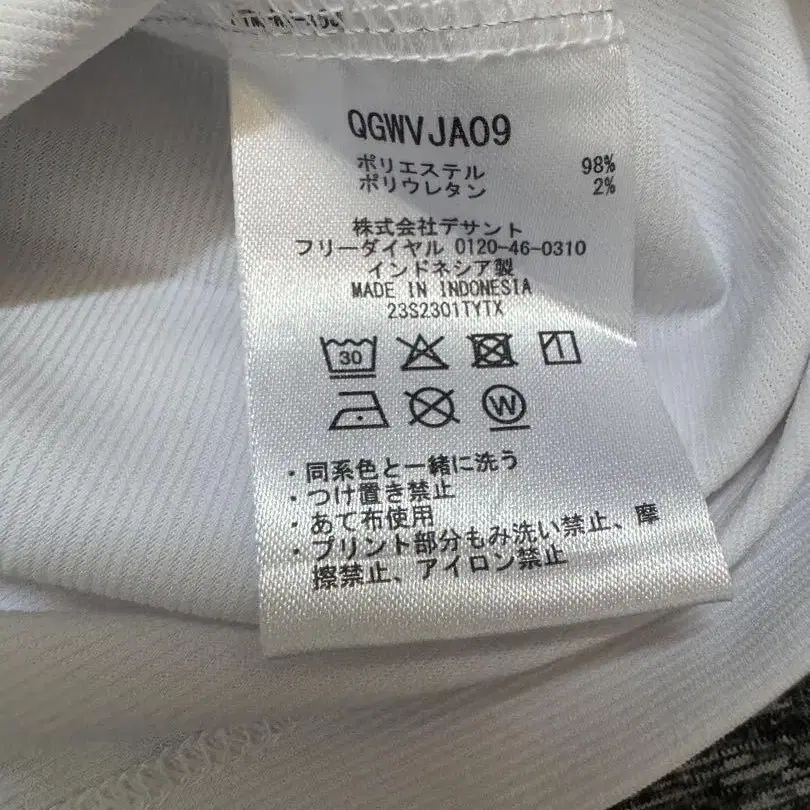 QGWVJA09
ポリエステル 98%
ポリウレタン 2%
株式会社デサント
フリーダイヤル 0120-46-0310
インドネシア製
MADE IN INDONESIA
23S2301TYTX
30
W
・同系色と一緒に洗う
・つけ置き禁止
・あて布使用
・プリント部分もみ洗い禁止、摩
擦禁止、アイロン禁止